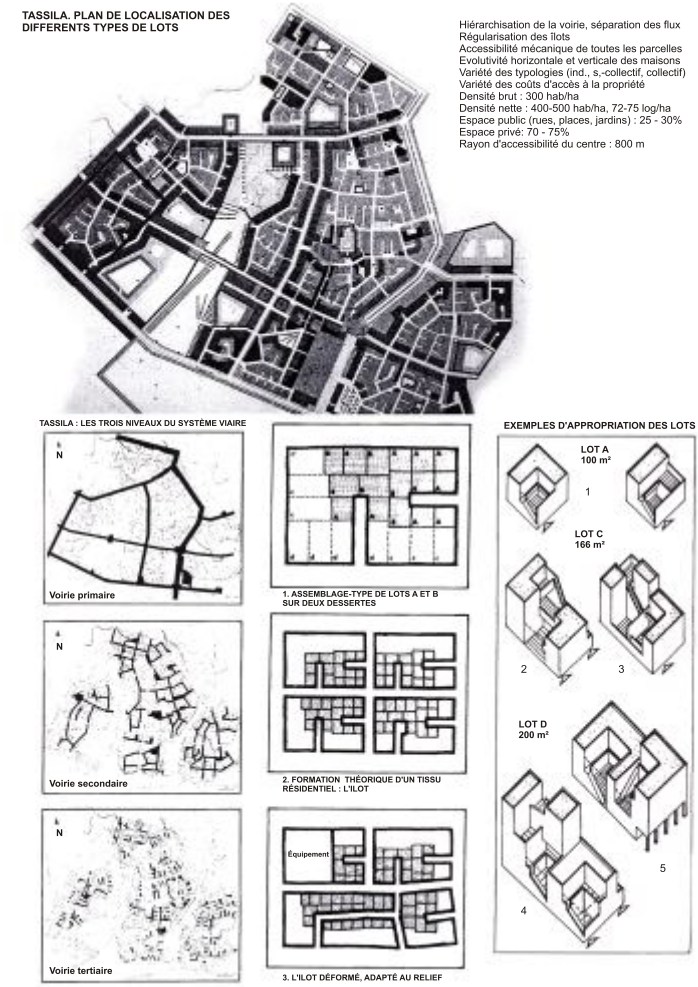 TASSILA. PLAN DE LOCALISATION DES
DIFFERENTS TYPES DE LOTS
Hiérarchisation de la voirie, séparation des flux
Régularisation des îlots
Accessibilité mécanique de toutes les parcelles
Evolutivité horizontale et verticale des maisons
Variété des typologies (ind., s,-collectif, collectif)
Variété des coûts d'accès à la propriété
Densité brut : 300 hab/ha
Densité nette : 400-500 hab/ha, 72-75 log/ha
Espace public (rues, places, jardins) : 25 - 30%
Espace privé: 70 - 75%
Rayon d'accessibilité du centre : 800 m
TASSILA : LES TROIS NIVEAUX DU SYSTÈME VIAIRE
N
Voirie primaire
N
Voirie secondaire
N
Voirie tertiaire
1. ASSEMBLAGE-TYPE DE LOTS A ET B
SUR DEUX DESSERTES
2. FORMATION THÉORIQUE D'UN TISSU
RÉSIDENTIEL : L'ILOT
Équipement
3. L'ILOT DÉFORMÉ, ADAPTÉ AU RELIEF
EXEMPLES D'APPROPRIATION DES LOTS
LOT A
100 m²
1
LOT C
166 m²
2
3
LOT D
200 m²
4
5